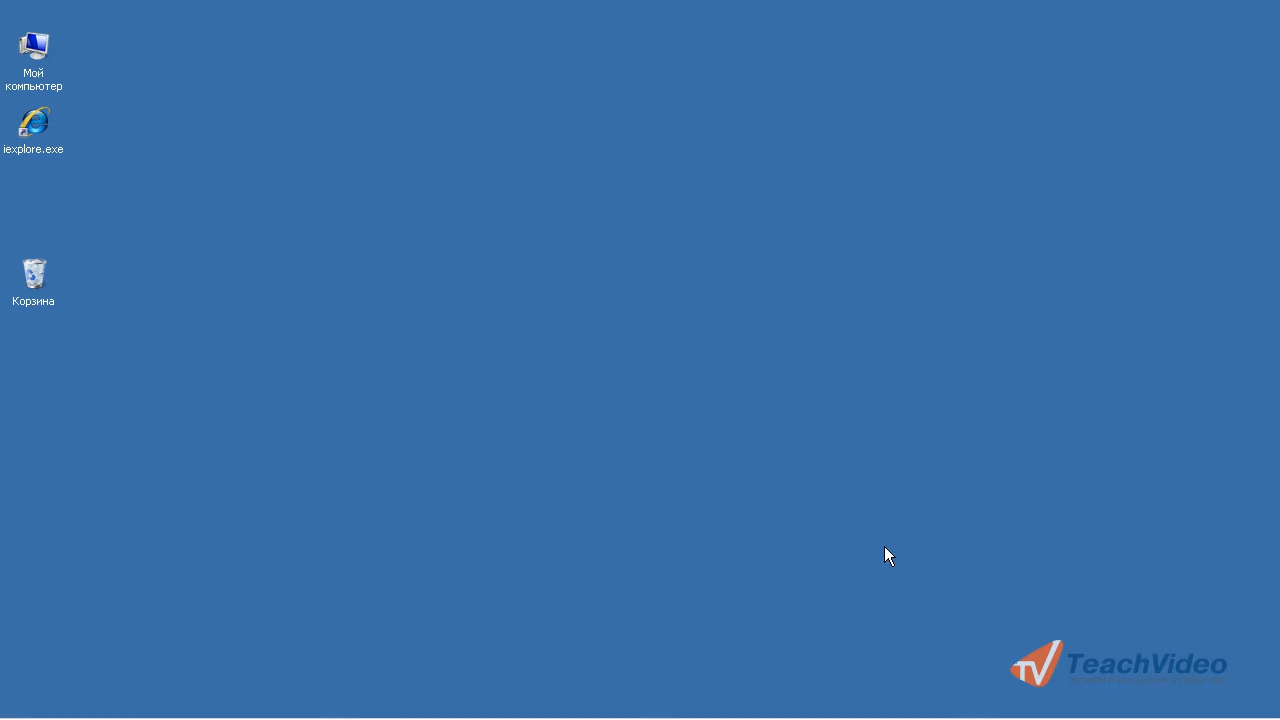 Мой
компьютер
iexplore.exe
Корзина
TeachVideo